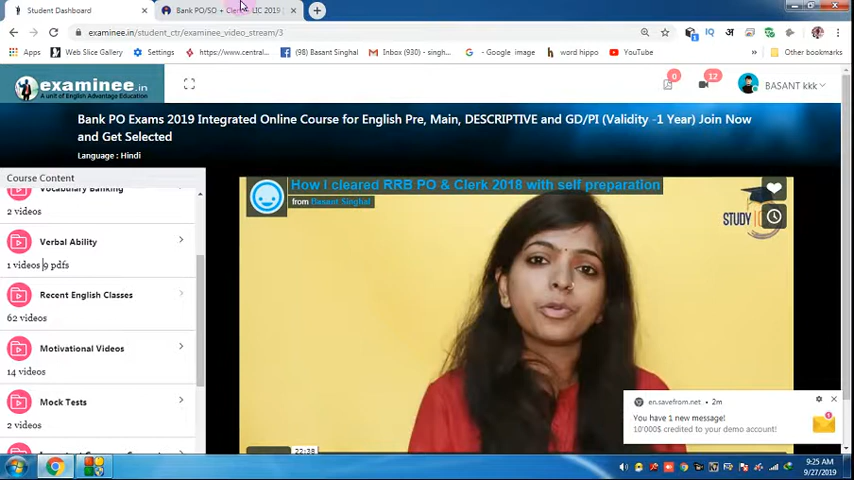 Student Dashboard
Bank PO/SO + Clerk + LIC 2019 |
examinee.in/student_ctr/examinee_video_stream/3
Apps
Web Slice Gallery
Settings
https://www.central...
(98) Basant Singhal
Inbox (930) - singh...
- Google image
word hippo
YouTube
Other bookmarks
examinee.in
A unit of English Advantage Education
0
12
BASANT kkk
Bank PO Exams 2019 Integrated Online Course for English Pre, Main, DESCRIPTIVE and GD/PI (Validity -1 Year) Join Now
and Get Selected
Language : Hindi
Course Content
Vocabulary Banking
2 videos
Verbal Ability
1 videos 9 pdfs
Recent English Classes
62 videos
Motivational Videos
14 videos
Mock Tests
2 videos
How I cleared RRB PO & Clerk 2018 with self preparation
from Basant Singhal
STUDY
22:38
en.savefrom.net • 2m
You have 1 new message!
10'000$ credited to your demo account!
1
9:25 AM
9/27/2019